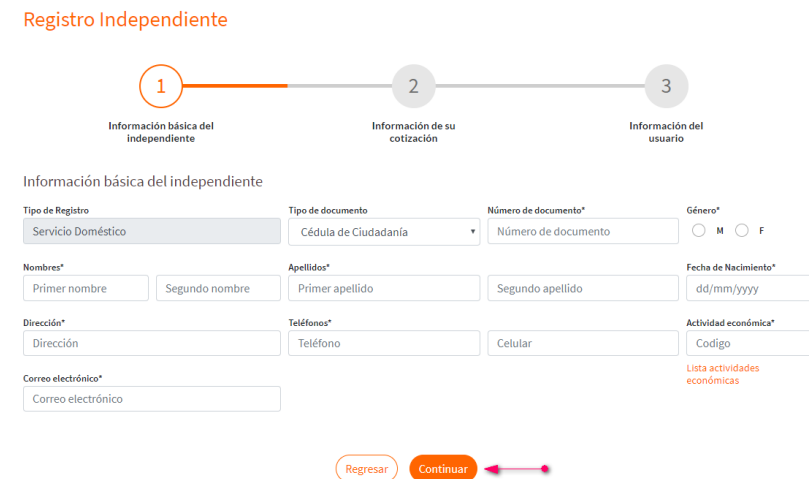 Registro Independiente
1
2
3
Información básica del independiente
Información de su cotización
Información del usuario
Información básica del independiente
Tipo de Registro
Tipo de documento
Número de documento*
Género*
Servicio Doméstico
Cédula de Ciudadanía
Número de documento
M
F
Nombres*
Apellidos*
Fecha de Nacimiento*
Primer nombre
Segundo nombre
Primer apellido
Segundo apellido
dd/mm/yyyy
Dirección*
Teléfonos*
Actividad económica*
Dirección
Teléfono
Celular
Codigo
Lista actividades
económicas
Correo electrónico*
Correo electrónico
Regresar
Continuar